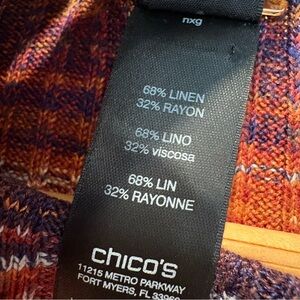 nxg
68% LINEN
32% RAYON
68% LINO
32% viscosa
68% LIN
32% RAYONNE
chico's
11215 METRO PARKWAY
FORT MYERS, FL 33966